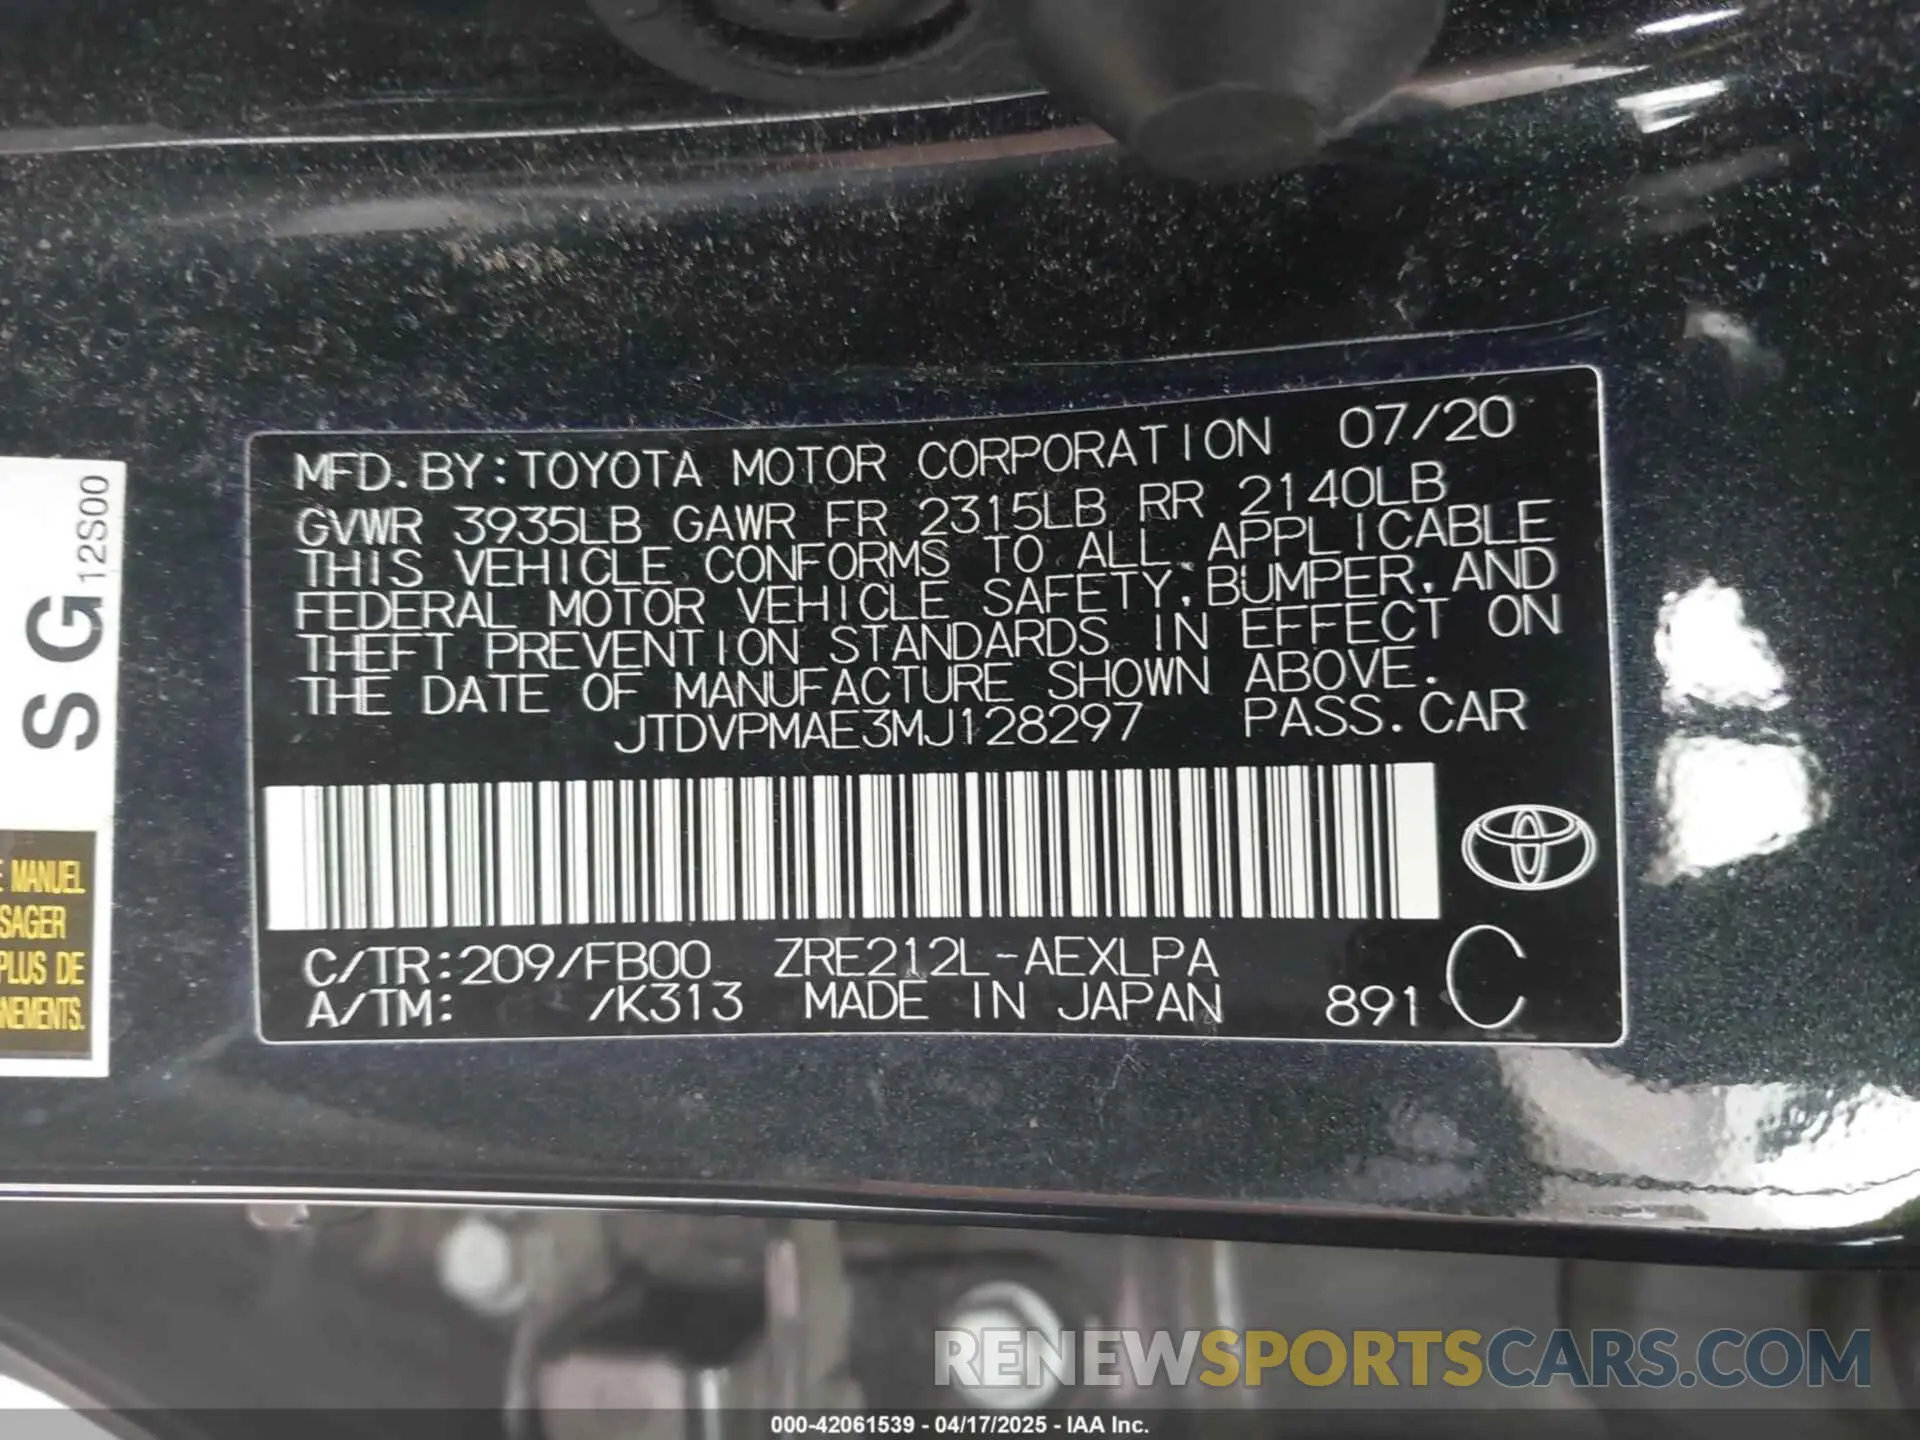 MFD. BY: TOYOTA MOTOR CORPORATION 07/20
GVWR 3935LB GAWR FR 2315LB RR 2140LB
THIS VEHICLE CONFORMS TO ALL APPLICABLE
FEDERAL MOTOR VEHICLE SAFETY, BUMPER, AND
THEFT PREVENTION STANDARDS IN EFFECT ON
THE DATE OF MANUFACTURE SHOWN ABOVE.
JTDVPMAE3MJ128297 PASS. CAR
C/TR: 209/FB00 ZRE212L-AEXLPA
A/TM: /K313 MADE IN JAPAN 891 C
SG 12S00
E MANUEL
SAGER
PLUS DE
GNEMENTS.
RENEWSPORTSCARS.COM
000-42061539 - 04/17/2025 - IAA Inc.